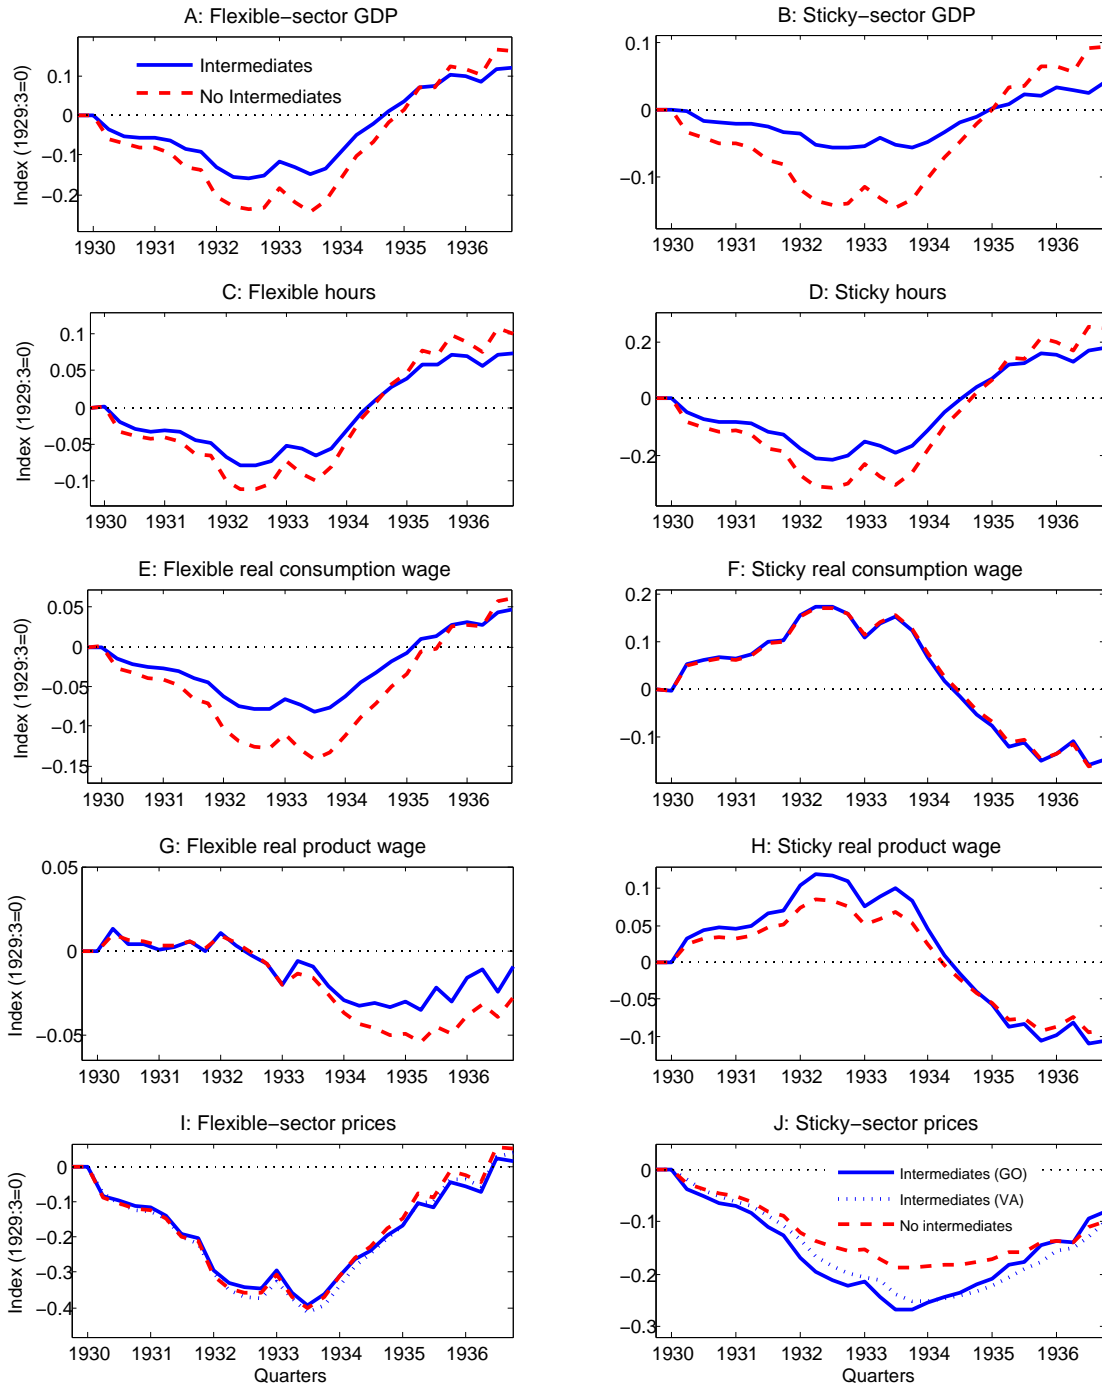 A: Flexible−sector GDP
Index (1929:3=0)
0.1
0
−0.1
−0.2
Intermediates
No Intermediates
1930 1931 1932 1933 1934 1935 1936
B: Sticky−sector GDP
0.1
0
−0.1
1930 1931 1932 1933 1934 1935 1936
C: Flexible hours
Index (1929:3=0)
0.1
0.05
0
−0.05
−0.1
1930 1931 1932 1933 1934 1935 1936
D: Sticky hours
0.2
0
−0.2
1930 1931 1932 1933 1934 1935 1936
E: Flexible real consumption wage
Index (1929:3=0)
0.05
0
−0.05
−0.1
−0.15
1930 1931 1932 1933 1934 1935 1936
F: Sticky real consumption wage
0.2
0.1
0
−0.1
1930 1931 1932 1933 1934 1935 1936
G: Flexible real product wage
Index (1929:3=0)
0.05
0
−0.05
1930 1931 1932 1933 1934 1935 1936
H: Sticky real product wage
0.1
0.05
0
−0.05
−0.1
1930 1931 1932 1933 1934 1935 1936
I: Flexible−sector prices
Index (1929:3=0)
0
−0.1
−0.2
−0.3
−0.4
1930 1931 1932 1933 1934 1935 1936
Quarters
J: Sticky−sector prices
0
−0.1
−0.2
−0.3
Intermediates (GO)
Intermediates (VA)
No intermediates
1930 1931 1932 1933 1934 1935 1936
Quarters